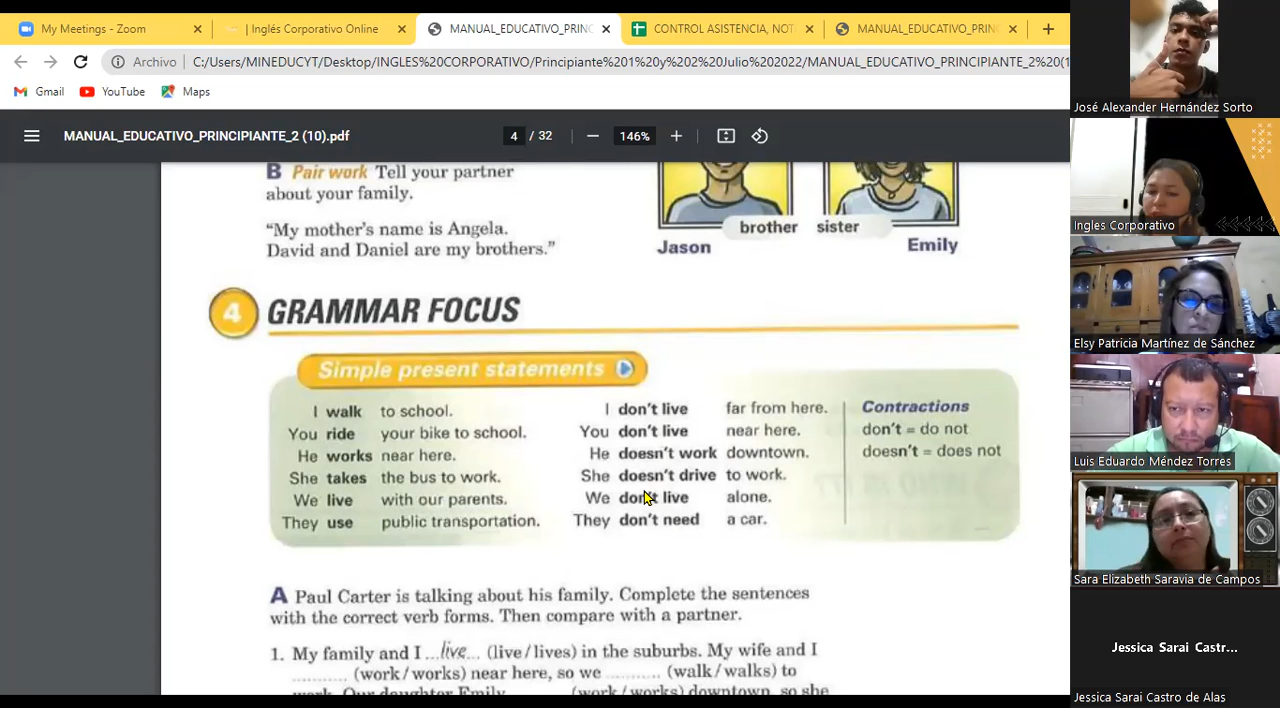 My Meetings - Zoom
| Inglés Corporativo Online
MANUAL_EDUCATIVO_PRINC
CONTROL ASISTENCIA, NOT
MANUAL_EDUCATIVO_PRIN
Archivo
C:/Users/MINEDUCYT/Desktop/INGLES%20CORPORATIVO/Principiante%201%20y%202%20Julio%202022/MANUAL_EDUCATIVO_PRINCIPIANTE_2%20(1
Gmail
YouTube
Maps
MANUAL_EDUCATIVO_PRINCIPIANTE_2 (10).pdf
4 / 32
146%
B Pair work Tell your partner
about your family.
"My mother's name is Angela.
David and Daniel are my brothers."
brother sister
Jason
Emily
4 GRAMMAR FOCUS
Simple present statements
I walk to school.
You ride your bike to school.
He works near here.
She takes the bus to work.
We live with our parents.
They use public transportation.
I don't live far from here.
You don't live near here.
He doesn't work downtown.
She doesn't drive to work.
We don't live alone.
They don't need a car.
Contractions
don't = do not
doesn't = does not
A Paul Carter is talking about his family. Complete the sentences
with the correct verb forms. Then compare with a partner.
1. My family and I ...live... (live/lives) in the suburbs. My wife and I
.......... (work/works) near here, so we .......... (walk/walks) to
work. Our daughter Emily (work/works) downtown, so she
José Alexander Hernández Sorto
Ingles Corporativo
Elsy Patricia Martínez de Sánchez
Luis Eduardo Méndez Torres
Sara Elizabeth Saravia de Campos
Jessica Sarai Castr...
Jessica Sarai Castro de Alas